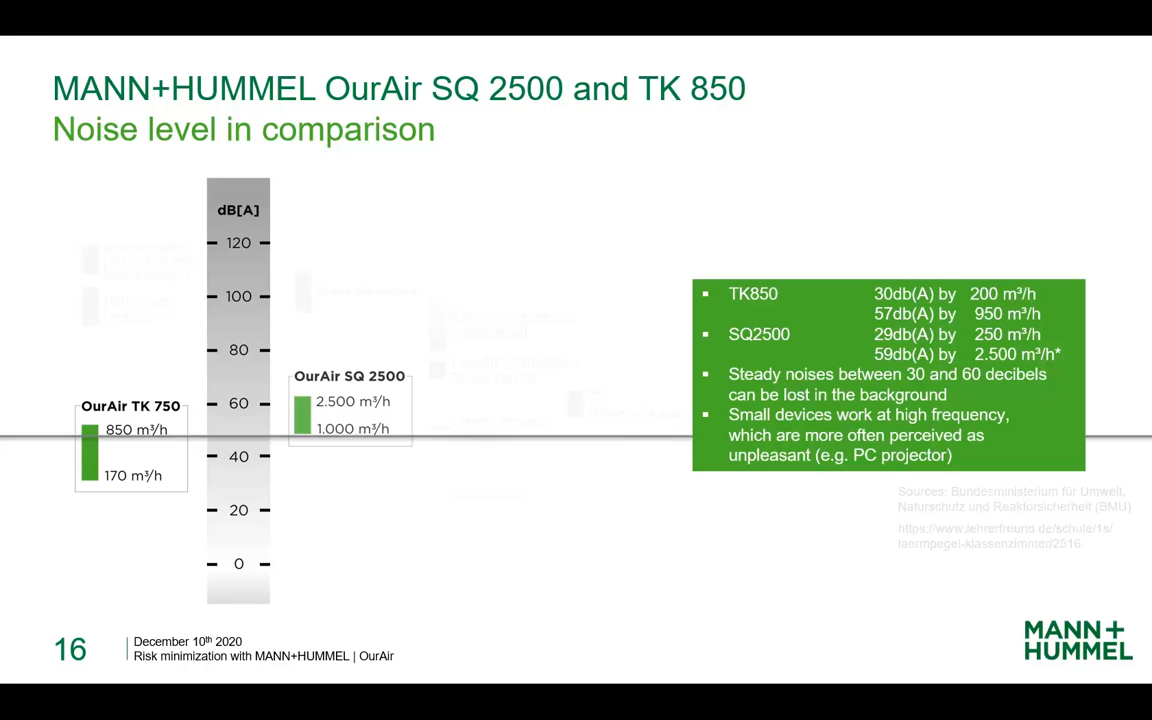 MANN+HUMMEL OurAir SQ 2500 and TK 850
Noise level in comparison
dB[A]
120
100
80
60
40
20
0
OurAir TK 750
850 m³/h
170 m³/h
OurAir SQ 2500
2.500 m³/h
1.000 m³/h
▪ TK850 30db(A) by 200 m³/h
57db(A) by 950 m³/h
▪ SQ2500 29db(A) by 250 m³/h
59db(A) by 2.500 m³/h*
▪ Steady noises between 30 and 60 decibels
can be lost in the background
▪ Small devices work at high frequency,
which are more often perceived as
unpleasant (e.g. PC projector)
Sources: Bundesministerium für Umwelt,
Naturschutz und Reaktorsicherheit (BMU)
https://www.lehrerfreund.de/schule/1s/
laermpegel-klassenzimmer/2516
16
December 10th 2020
Risk minimization with MANN+HUMMEL | OurAir
MANN+
HUMMEL